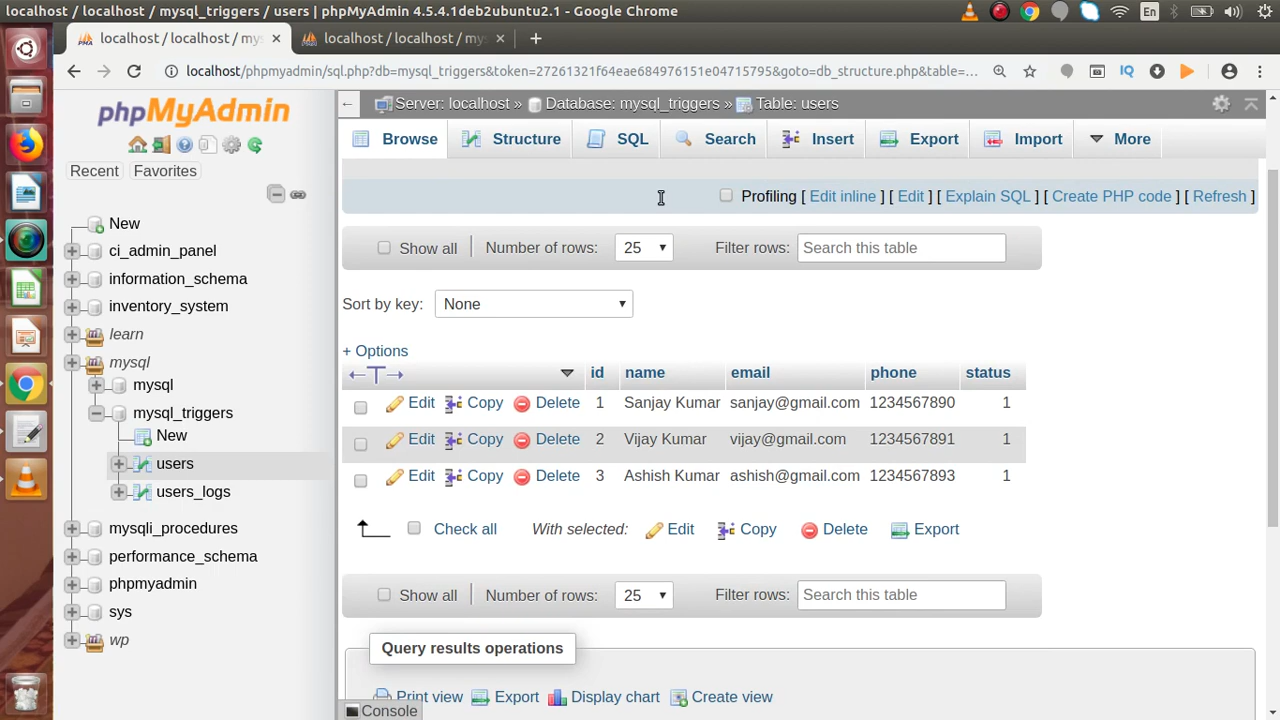 localhost / localhost / mysql_triggers / users | phpMyAdmin 4.5.4.1deb2ubuntu2.1 - Google Chrome
En
PMA localhost / localhost / my
PMA localhost / localhost / my
localhost/phpmyadmin/sql.php?db=mysql_triggers&token=27261321f64eae684976151e04715795&goto=db_structure.php&table=...
IQ
phpMyAdmin
Recent Favorites
New
ci_admin_panel
information_schema
inventory_system
learn
mysql
mysql
mysql_triggers
New
users
users_logs
mysqli_procedures
performance_schema
phpmyadmin
sys
wp
Server: localhost » Database: mysql_triggers » Table: users
Browse Structure SQL Search Insert Export Import More
Profiling [ Edit inline ] [ Edit ] [ Explain SQL ] [ Create PHP code ] [ Refresh ]
Show all Number of rows: 25 Filter rows: Search this table
Sort by key: None
+ Options
id name email phone status
Edit Copy Delete 1 Sanjay Kumar sanjay@gmail.com 1234567890 1
Edit Copy Delete 2 Vijay Kumar vijay@gmail.com 1234567891 1
Edit Copy Delete 3 Ashish Kumar ashish@gmail.com 1234567893 1
Check all With selected: Edit Copy Delete Export
Show all Number of rows: 25 Filter rows: Search this table
Query results operations
Print view Export Display chart Create view
Console